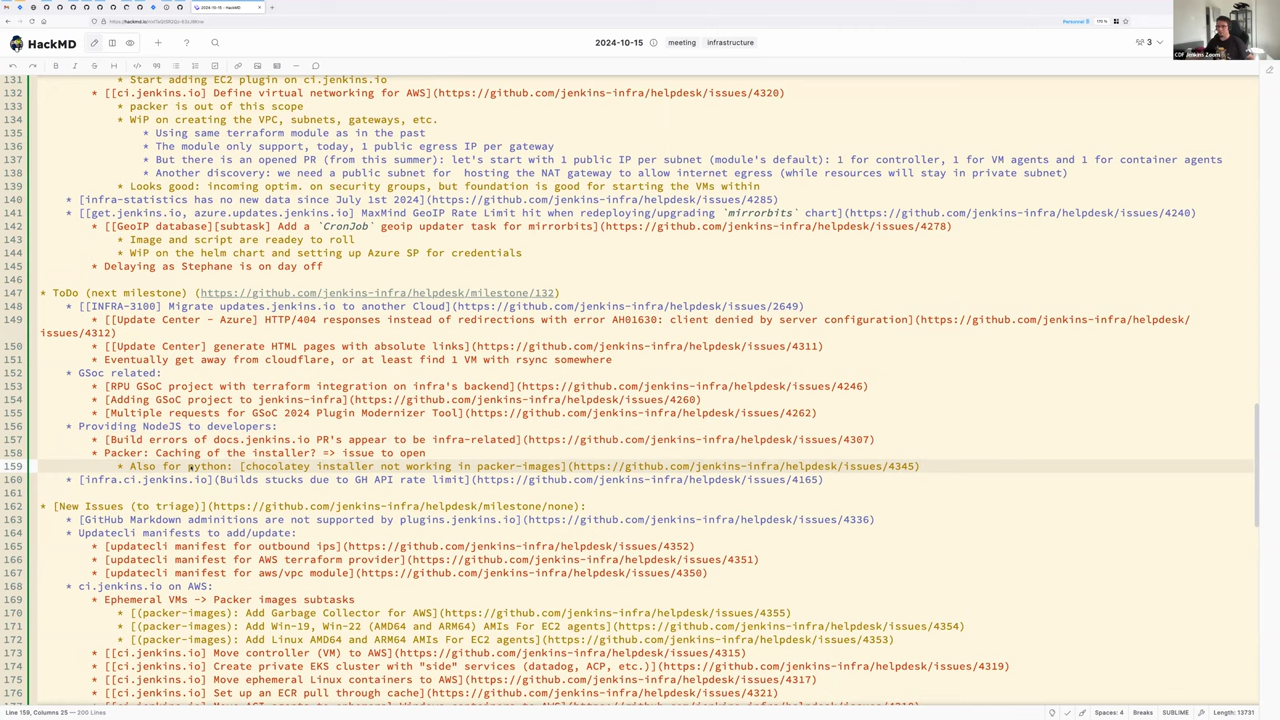 2024-10-15 - HackMD
Personnel
170 %
HackMD
2024-10-15
meeting
infrastructure
3
CDF Jenkins Zoom
131 * Start adding EC2 plugin on ci.jenkins.io
132 * [[ci.jenkins.io] Define virtual networking for AWS](https://github.com/jenkins-infra/helpdesk/issues/4320)
133 * packer is out of this scope
134 * WiP on creating the VPC, subnets, gateways, etc.
135 * Using same terraform module as in the past
136 * The module only support, today, 1 public egress IP per gateway
137 * But there is an opened PR (from this summer): let's start with 1 public IP per subnet (module's default): 1 for controller, 1 for VM agents and 1 for container agents
138 * Another discovery: we need a public subnet for  hosting the NAT gateway to allow internet egress (while resources will stay in private subnet)
139 * Looks good: incoming optim. on security groups, but foundation is good for starting the VMs within
140 * [infra-statistics has no new data since July 1st 2024](https://github.com/jenkins-infra/helpdesk/issues/4285)
141 * [[get.jenkins.io, azure.updates.jenkins.io] MaxMind GeoIP Rate Limit hit when redeploying/upgrading `mirrorbits` chart](https://github.com/jenkins-infra/helpdesk/issues/4240)
142 * [[GeoIP database][subtask] Add a `CronJob` geoip updater task for mirrorbits](https://github.com/jenkins-infra/helpdesk/issues/4278)
143 * Image and script are readey to roll
144 * WiP on the helm chart and setting up Azure SP for credentials
145 * Delaying as Stephane is on day off
146
147 * ToDo (next milestone) (https://github.com/jenkins-infra/helpdesk/milestone/132)
148 * [[INFRA-3100] Migrate updates.jenkins.io to another Cloud](https://github.com/jenkins-infra/helpdesk/issues/2649)
149 * [[Update Center - Azure] HTTP/404 responses instead of redirections with error AH01630: client denied by server configuration](https://github.com/jenkins-infra/helpdesk/
issues/4312)
150 * [[Update Center] generate HTML pages with absolute links](https://github.com/jenkins-infra/helpdesk/issues/4311)
151 * Eventually get away from cloudflare, or at least find 1 VM with rsync somewhere
152 * GSoc related:
153 * [RPU GSoC project with terraform integration on infra's backend](https://github.com/jenkins-infra/helpdesk/issues/4246)
154 * [Adding GSoC project to jenkins-infra](https://github.com/jenkins-infra/helpdesk/issues/4260)
155 * [Multiple requests for GSoC 2024 Plugin Modernizer Tool](https://github.com/jenkins-infra/helpdesk/issues/4262)
156 * Providing NodeJS to developers:
157 * [Build errors of docs.jenkins.io PR's appear to be infra-related](https://github.com/jenkins-infra/helpdesk/issues/4307)
158 * Packer: Caching of the installer? => issue to open
159 * Also for python: [chocolatey installer not working in packer-images](https://github.com/jenkins-infra/helpdesk/issues/4345)
160 * [infra.ci.jenkins.io](Builds stucks due to GH API rate limit](https://github.com/jenkins-infra/helpdesk/issues/4165)
161
162 * [New Issues (to triage)](https://github.com/jenkins-infra/helpdesk/milestone/none):
163 * [GitHub Markdown adminitions are not supported by plugins.jenkins.io](https://github.com/jenkins-infra/helpdesk/issues/4336)
164 * Updatecli manifests to add/update:
165 * [updatecli manifest for outbound ips](https://github.com/jenkins-infra/helpdesk/issues/4352)
166 * [updatecli manifest for AWS terraform provider](https://github.com/jenkins-infra/helpdesk/issues/4351)
167 * [updatecli manifest for aws/vpc module](https://github.com/jenkins-infra/helpdesk/issues/4350)
168 * ci.jenkins.io on AWS:
169 * Ephemeral VMs -> Packer images subtasks
170 * [(packer-images): Add Garbage Collector for AWS](https://github.com/jenkins-infra/helpdesk/issues/4355)
171 * [(packer-images): Add Win-19, Win-22 (AMD64 and ARM64) AMIs For EC2 agents](https://github.com/jenkins-infra/helpdesk/issues/4354)
172 * [(packer-images): Add Linux AMD64 and ARM64 AMIs For EC2 agents](https://github.com/jenkins-infra/helpdesk/issues/4353)
173 * [[ci.jenkins.io] Move controller (VM) to AWS](https://github.com/jenkins-infra/helpdesk/issues/4315)
174 * [[ci.jenkins.io] Create private EKS cluster with "side" services (datadog, ACP, etc.)](https://github.com/jenkins-infra/helpdesk/issues/4319)
175 * [[ci.jenkins.io] Move ephemeral Linux containers to AWS](https://github.com/jenkins-infra/helpdesk/issues/4317)
176 * [[ci.jenkins.io] Set up an ECR pull through cache](https://github.com/jenkins-infra/helpdesk/issues/4321)
Line 159, Columns 25 — 200 Lines
Spaces: 4
Breaks
SUBLIME
Length: 13731